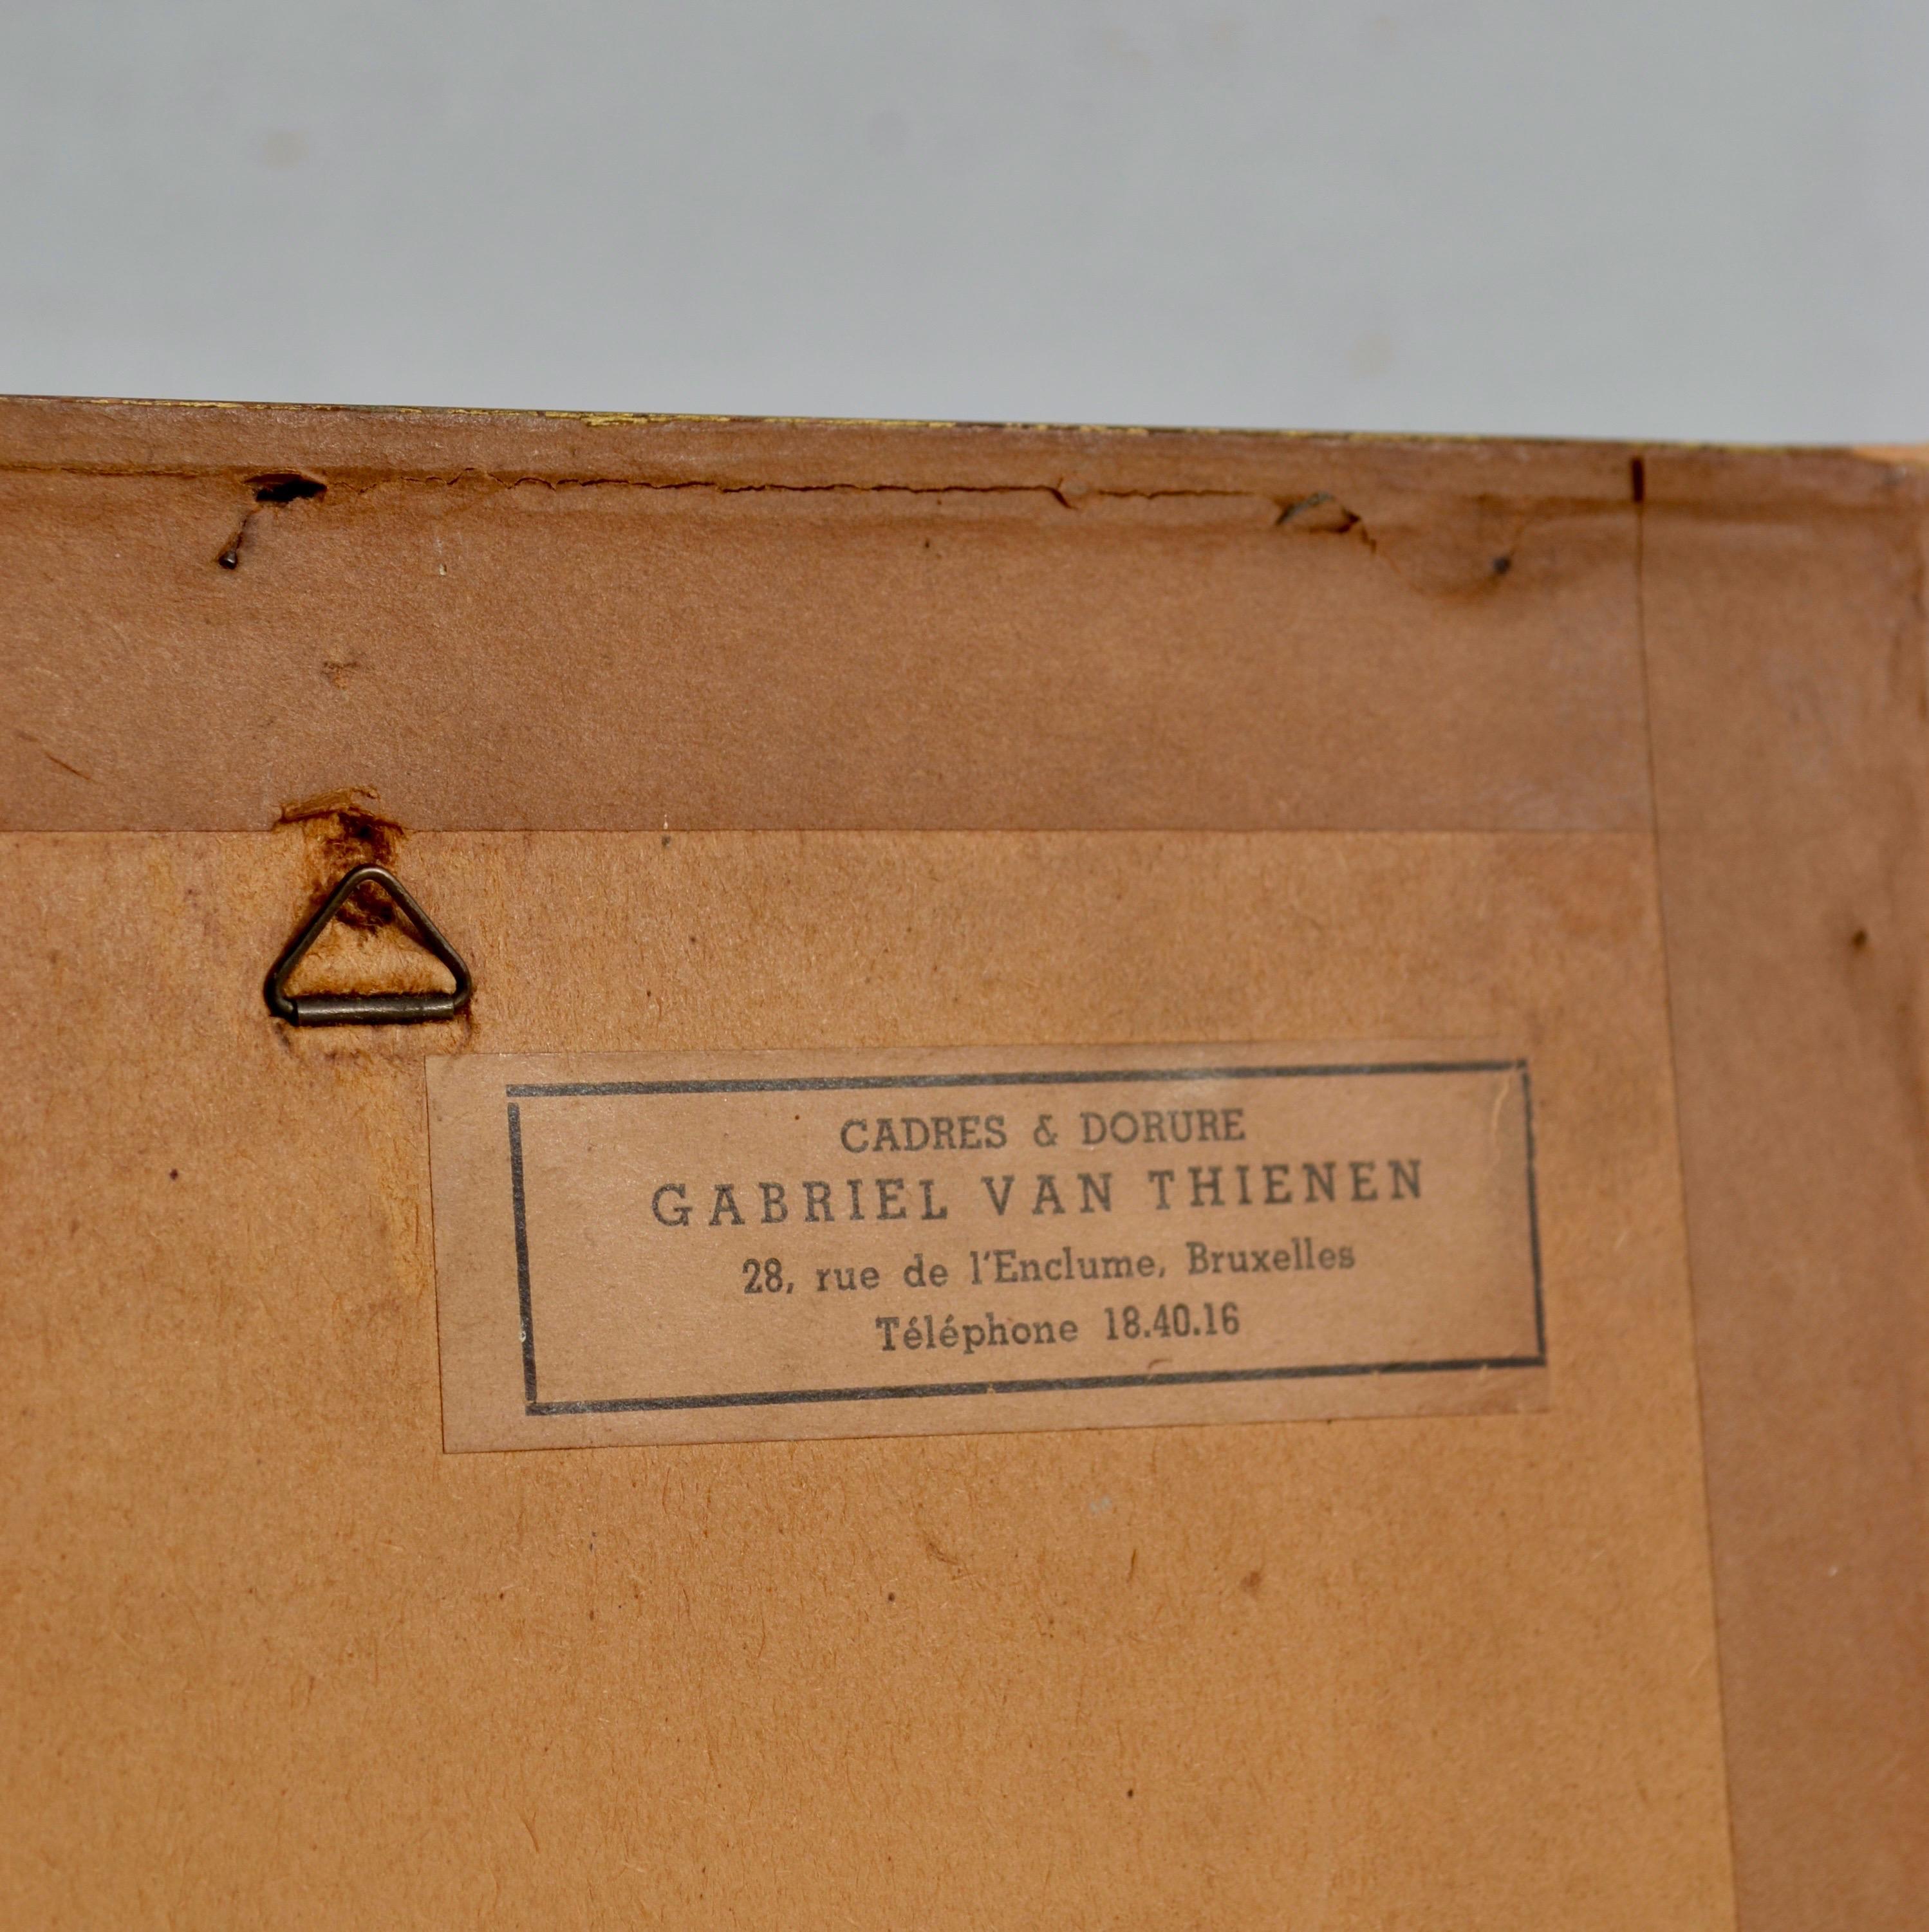 CADRES & DORURE
GABRIEL VAN THIENEN
28, rue de l'Enclume, Bruxelles
Téléphone 18.40.16